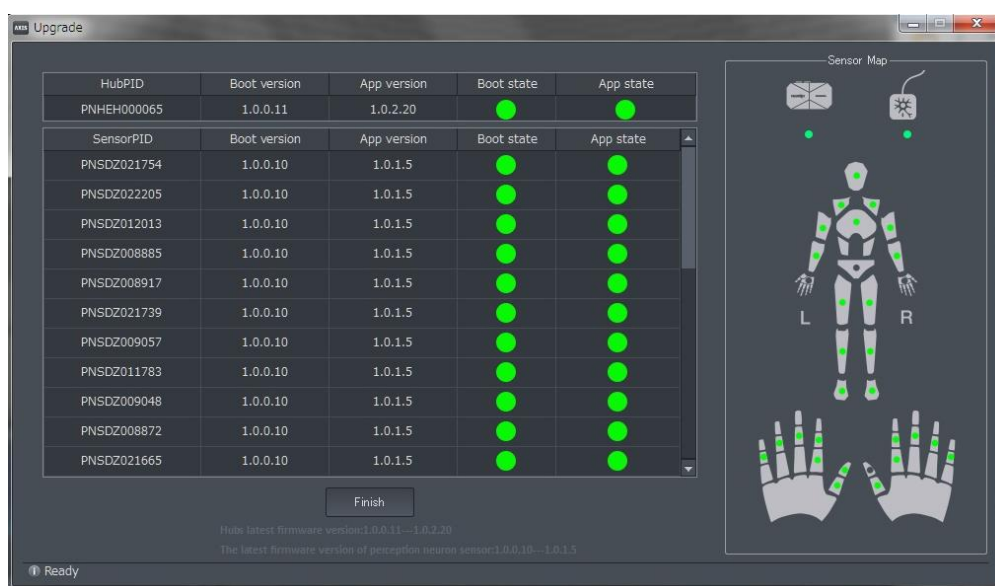 AXIS Upgrade
Sensor Map
HubPID Boot version App version Boot state App state
PNHEH000065 1.0.0.11 1.0.2.20
SensorPID Boot version App version Boot state App state
PNSDZ021754 1.0.0.10 1.0.1.5
PNSDZ022205 1.0.0.10 1.0.1.5
PNSDZ012013 1.0.0.10 1.0.1.5
PNSDZ008885 1.0.0.10 1.0.1.5
PNSDZ008917 1.0.0.10 1.0.1.5
PNSDZ021739 1.0.0.10 1.0.1.5
PNSDZ009057 1.0.0.10 1.0.1.5
PNSDZ011783 1.0.0.10 1.0.1.5
PNSDZ009048 1.0.0.10 1.0.1.5
PNSDZ008872 1.0.0.10 1.0.1.5
PNSDZ021665 1.0.0.10 1.0.1.5
L R
Finish
Hubs latest firmware version:1.0.0.11---1.0.2.20
The latest firmware version of perception neuron sensor:1.0.0.10---1.0.1.5
Ready